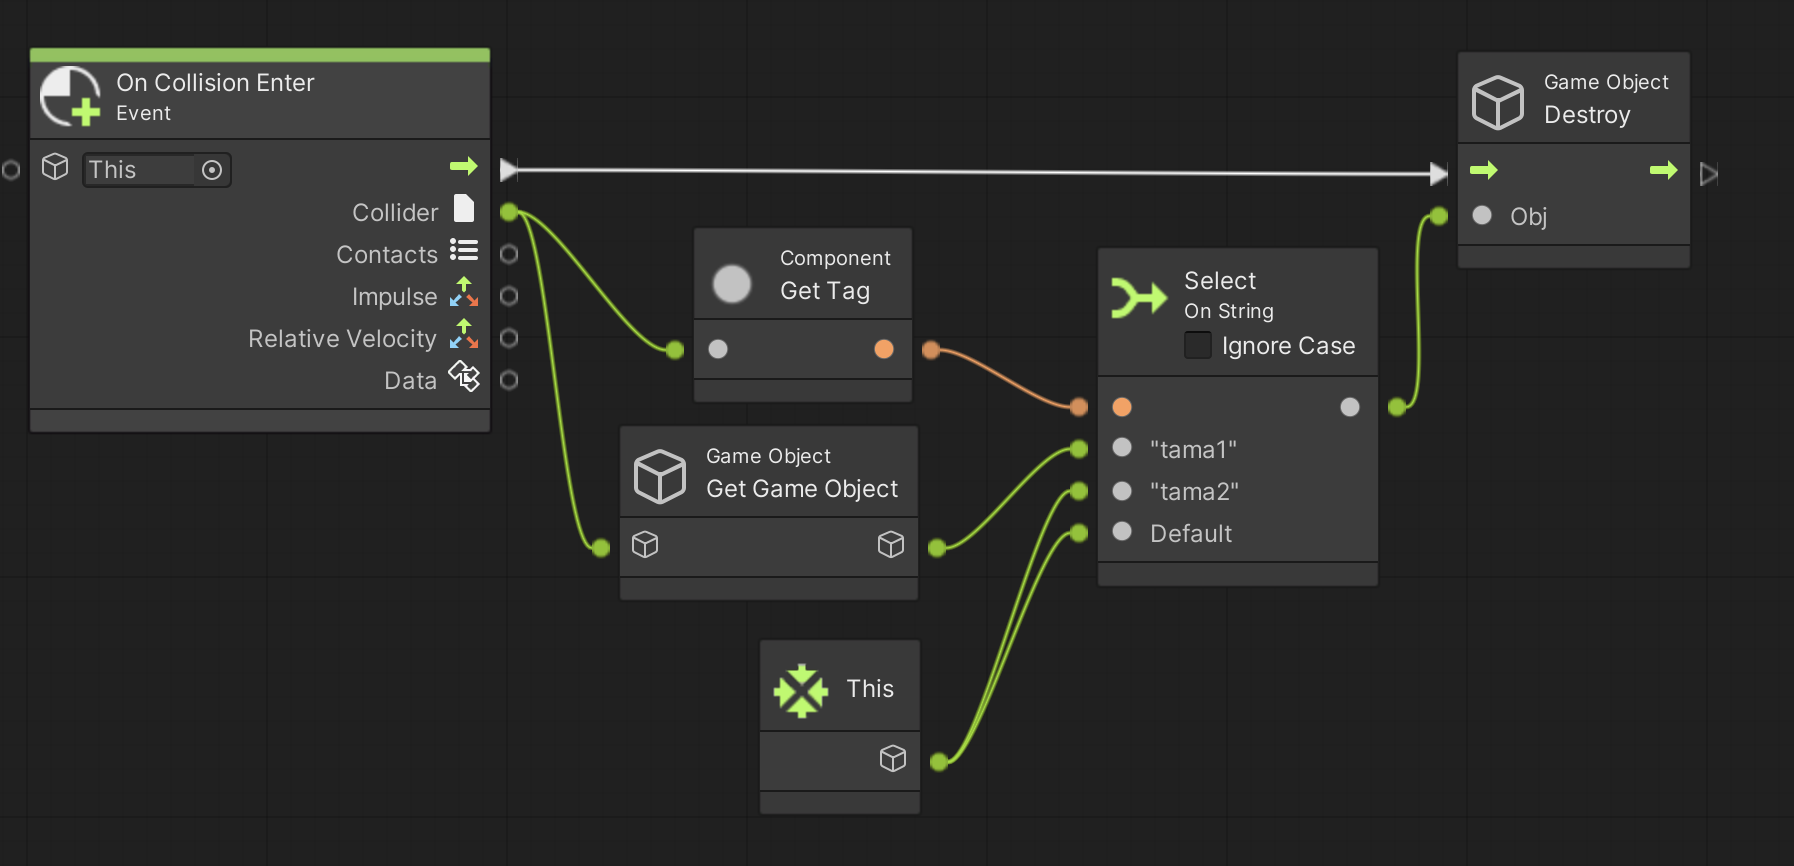 On Collision Enter
Event
This
Collider
Contacts
Impulse
Relative Velocity
Data
Component
Get Tag
Game Object
Get Game Object
This
Select
On String
Ignore Case
"tama1"
"tama2"
Default
Game Object
Destroy
Obj